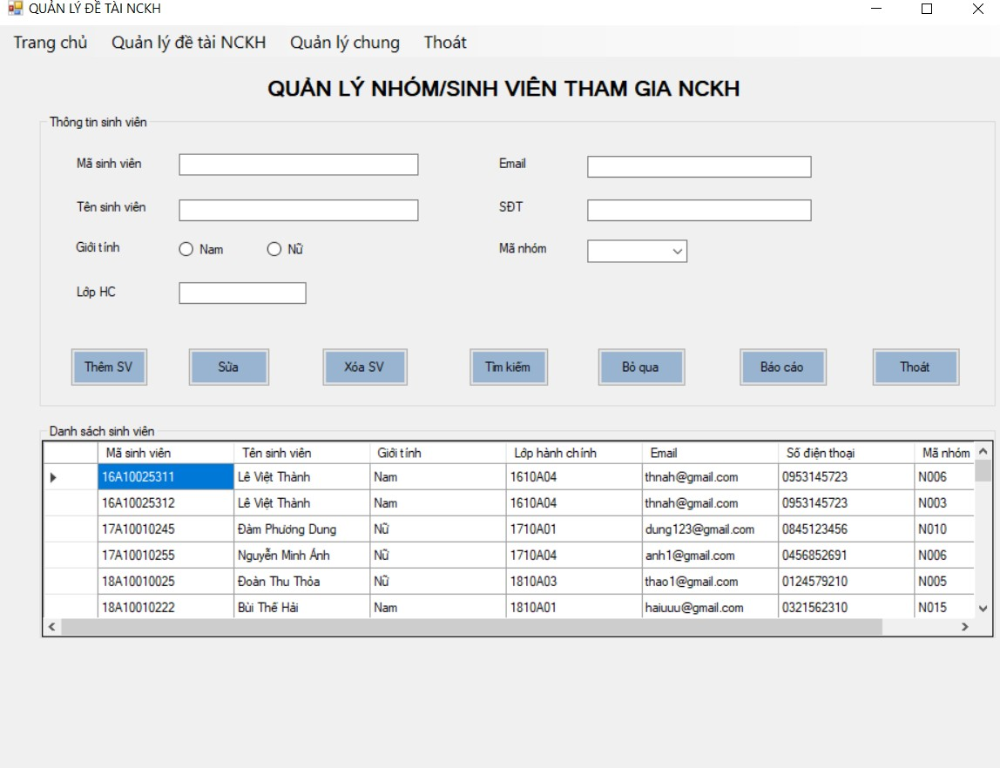 QUẢN LÝ ĐỀ TÀI NCKH
Trang chủ Quản lý đề tài NCKH Quản lý chung Thoát
QUẢN LÝ NHÓM/SINH VIÊN THAM GIA NCKH
Thông tin sinh viên
Mã sinh viên Email
Tên sinh viên SĐT
Giới tính Nam Nữ Mã nhóm
Lớp HC
Thêm SV Sửa Xóa SV Tìm kiếm Bỏ qua Báo cáo Thoát
Danh sách sinh viên
Mã sinh viên Tên sinh viên Giới tính Lớp hành chính Email Số điện thoại Mã nhóm
16A10025311 Lê Việt Thành Nam 1610A04 thnah@gmail.com 0953145723 N006
16A10025312 Lê Việt Thành Nam 1610A04 thnah@gmail.com 0953145723 N003
17A10010245 Đàm Phương Dung Nữ 1710A01 dung123@gmail.com 0845123456 N010
17A10010255 Nguyễn Minh Ánh Nữ 1710A04 anh1@gmail.com 0456852691 N006
18A10010025 Đoàn Thu Thỏa Nữ 1810A03 thao1@gmail.com 0124579210 N005
18A10010222 Bùi Thế Hải Nam 1810A01 haiuuu@gmail.com 0321562310 N015